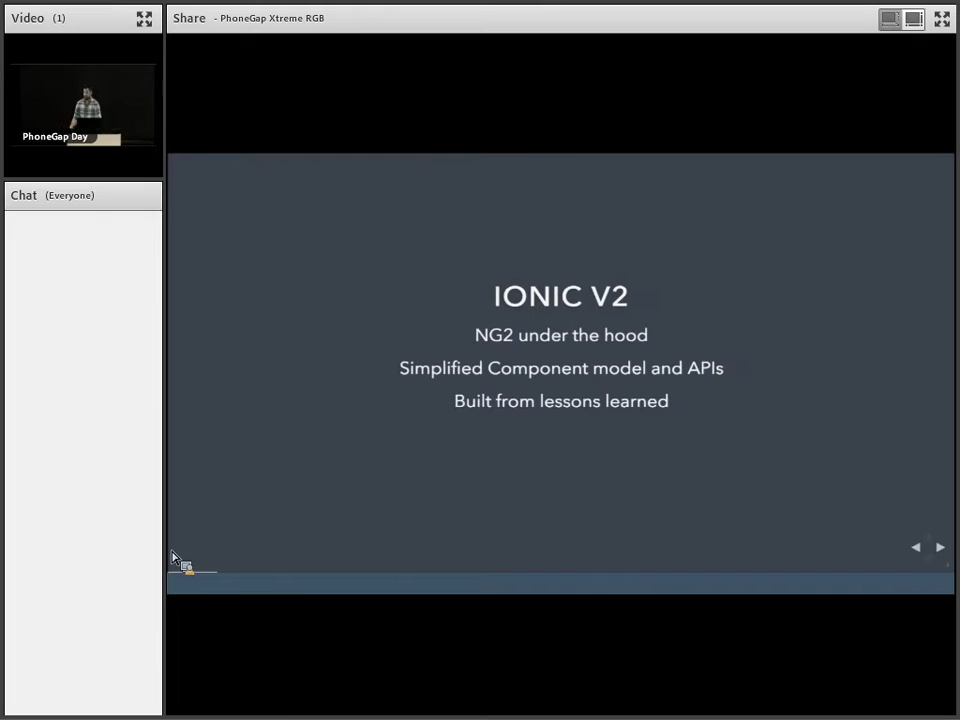 Video (1)
Share - PhoneGap Xtreme RGB
PhoneGap Day
Chat (Everyone)
IONIC V2
NG2 under the hood
Simplified Component model and APIs
Built from lessons learned